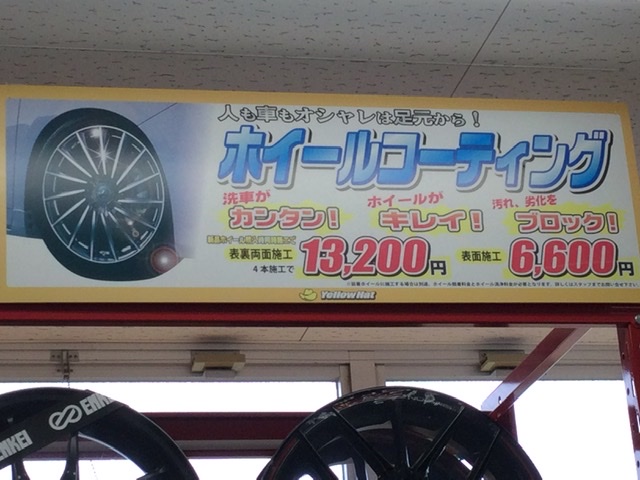 人も車もオシャレは足元から!
ホイールコーティング
洗車が カンタン!
ホイールが キレイ!
汚れ、劣化を ブロック!
表裏両面施工
4本施工で 13,200円
表面施工 6,600円
YellowHat
ENKEI
ENKEI